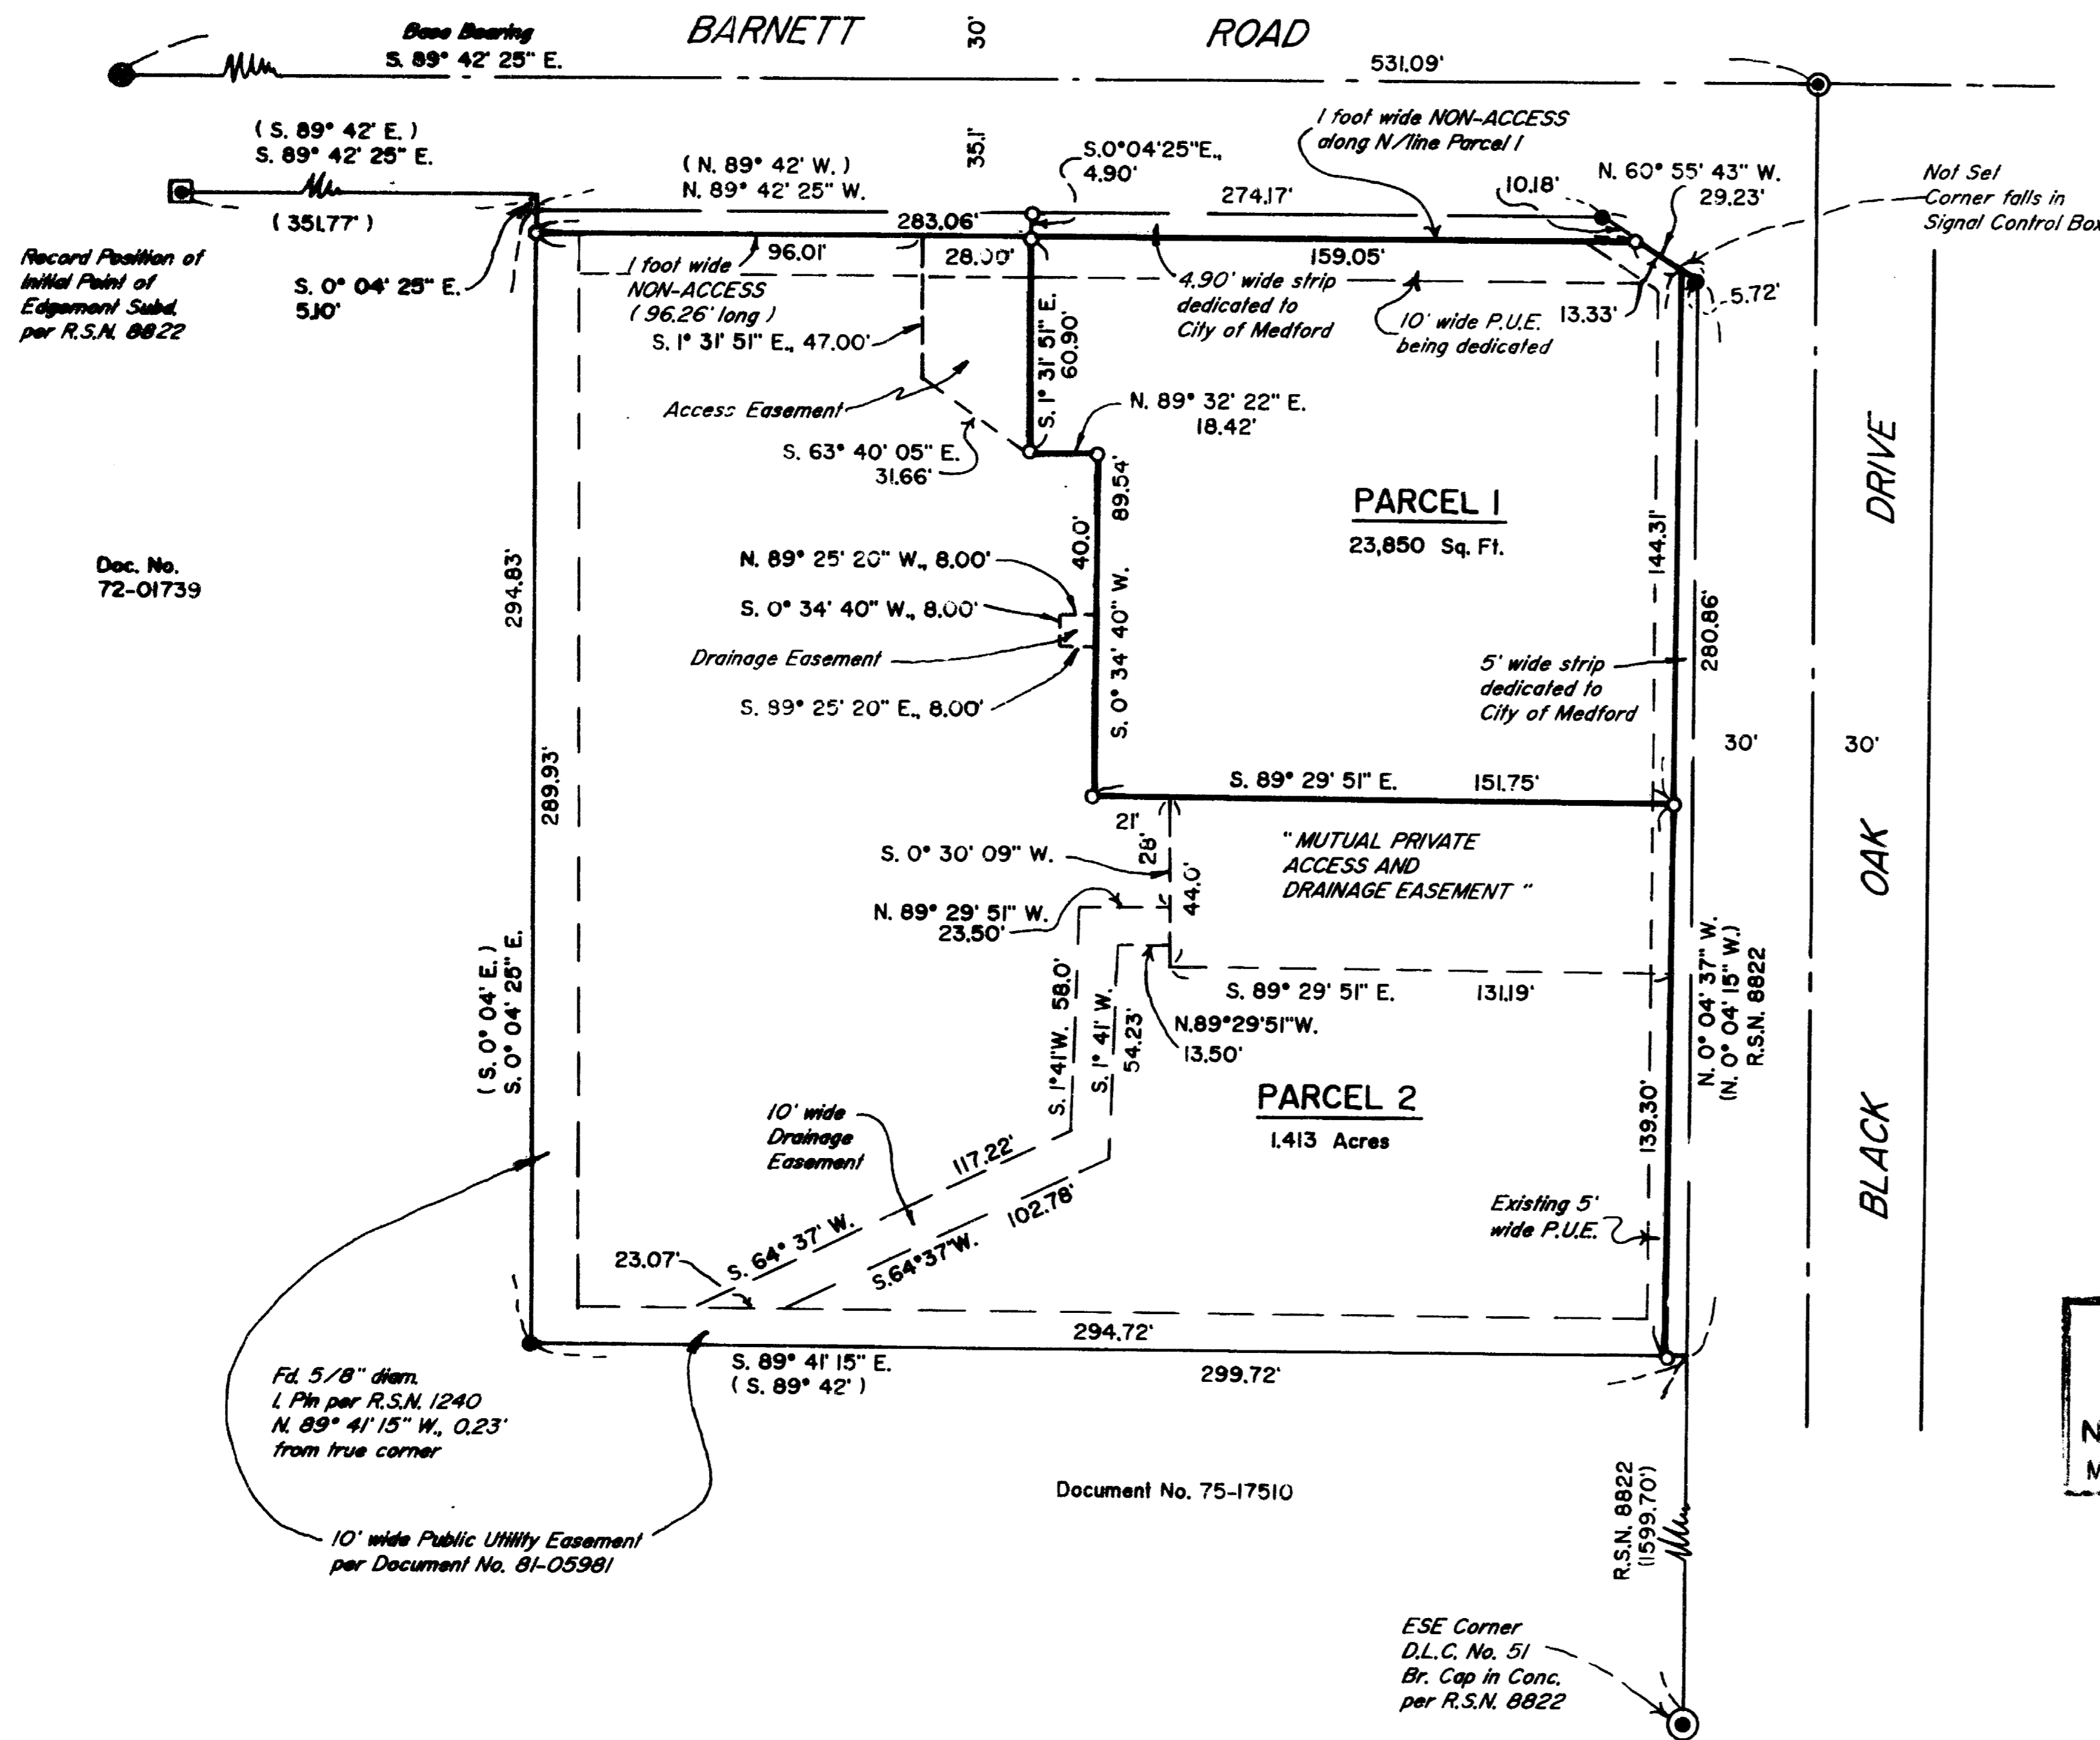 Base Bearing
S. 89° 42' 25" E.
BARNETT
30'
ROAD
531.09'
( S. 89° 42' E. )
S. 89° 42' 25" E.
( 351.77' )
( N. 89° 42' W. )
N. 89° 42' 25" W.
283.06'
35.1'
S.0°04'25"E.,
4.90'
274.17'
1 foot wide NON-ACCESS
along N/line Parcel 1
10.18'
N. 60° 55' 43" W.
29.23'
Not Set
Corner falls in
Signal Control Box
Record Position of
Initial Point of
Edgemont Subd.
per R.S.N. 8822
S. 0° 04' 25" E.
5.10'
1 foot wide
NON-ACCESS
( 96.26' long )
96.01'
28.00'
159.05'
4.90' wide strip
dedicated to
City of Medford
10' wide P.U.E.
being dedicated
13.33'
5.72'
S. 1° 31' 51" E., 47.00'
S. 1° 31' 51" E.
60.90'
Access Easement
N. 89° 32' 22" E.
18.42'
S. 63° 40' 05" E.
31.66'
89.54'
40.0'
S. 0° 34' 40" W.
PARCEL 1
23,850 Sq. Ft.
144.31'
280.86'
DRIVE
Doc. No.
72-01739
294.83'
289.93'
N. 89° 25' 20" W., 8.00'
S. 0° 34' 40" W., 8.00'
Drainage Easement
S. 89° 25' 20" E., 8.00'
5' wide strip
dedicated to
City of Medford
30'
30'
S. 89° 29' 51" E.
151.75'
21'
28'
44.0'
S. 0° 30' 09" W.
" MUTUAL PRIVATE
ACCESS AND
DRAINAGE EASEMENT "
OAK
N. 89° 29' 51" W.
23.50'
( S. 0° 04' E. )
S. 0° 04' 25" E.
S. 1°41'W. 58.0'
S. 1° 41' W.
54.23'
S. 89° 29' 51" E.
131.19'
N.89°29'51"W.
13.50'
N. 0° 04' 37" W.
(N. 0° 04' 15" W.)
R.S.N. 8822
PARCEL 2
1.413 Acres
139.30'
BLACK
10' wide
Drainage
Easement
117.22'
S. 64° 37' W.
102.78'
S.64°37'W.
23.07'
Existing 5'
wide P.U.E.
294.72'
S. 89° 41' 15" E.
( S. 89° 42' )
299.72'
Fd. 5/8" diam.
I. Pin per R.S.N. 1240
N. 89° 41' 15" W., 0.23'
from true corner
N
M
Document No. 75-17510
10' wide Public Utility Easement
per Document No. 81-05981
R.S.N. 8822
(1599.70')
ESE Corner
D.L.C. No. 51
Br. Cap in Conc.
per R.S.N. 8822